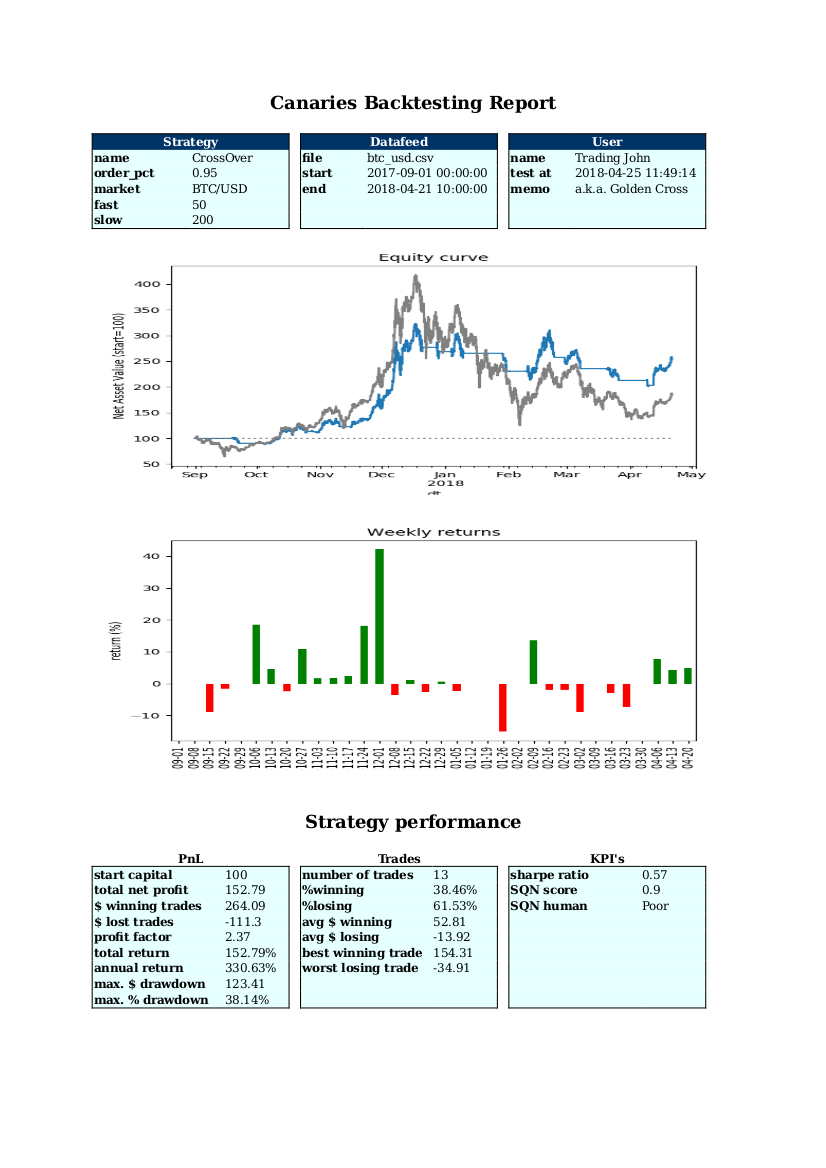 Canaries Backtesting Report
Strategy
name CrossOver
order_pct 0.95
market BTC/USD
fast 50
slow 200
Datafeed
file btc_usd.csv
start 2017-09-01 00:00:00
end 2018-04-21 10:00:00
User
name Trading John
test at 2018-04-25 11:49:14
memo a.k.a. Golden Cross
Equity curve
Net Asset Value (start=100)
400
350
300
250
200
150
100
50
Sep Oct Nov Dec Jan Feb Mar Apr May
2018
Weekly returns
return (%)
40
30
20
10
0
−10
09-01 09-08 09-15 09-22 09-29 10-06 10-13 10-20 10-27 11-03 11-10 11-17 11-24 12-01 12-08 12-15 12-22 12-29 01-05 01-12 01-19 01-26 02-02 02-09 02-16 02-23 03-02 03-09 03-16 03-23 03-30 04-06 04-13 04-20
Strategy performance
PnL
start capital 100
total net profit 152.79
$ winning trades 264.09
$ lost trades -111.3
profit factor 2.37
total return 152.79%
annual return 330.63%
max. $ drawdown 123.41
max. % drawdown 38.14%
Trades
number of trades 13
%winning 38.46%
%losing 61.53%
avg $ winning 52.81
avg $ losing -13.92
best winning trade 154.31
worst losing trade -34.91
KPI's
sharpe ratio 0.57
SQN score 0.9
SQN human Poor